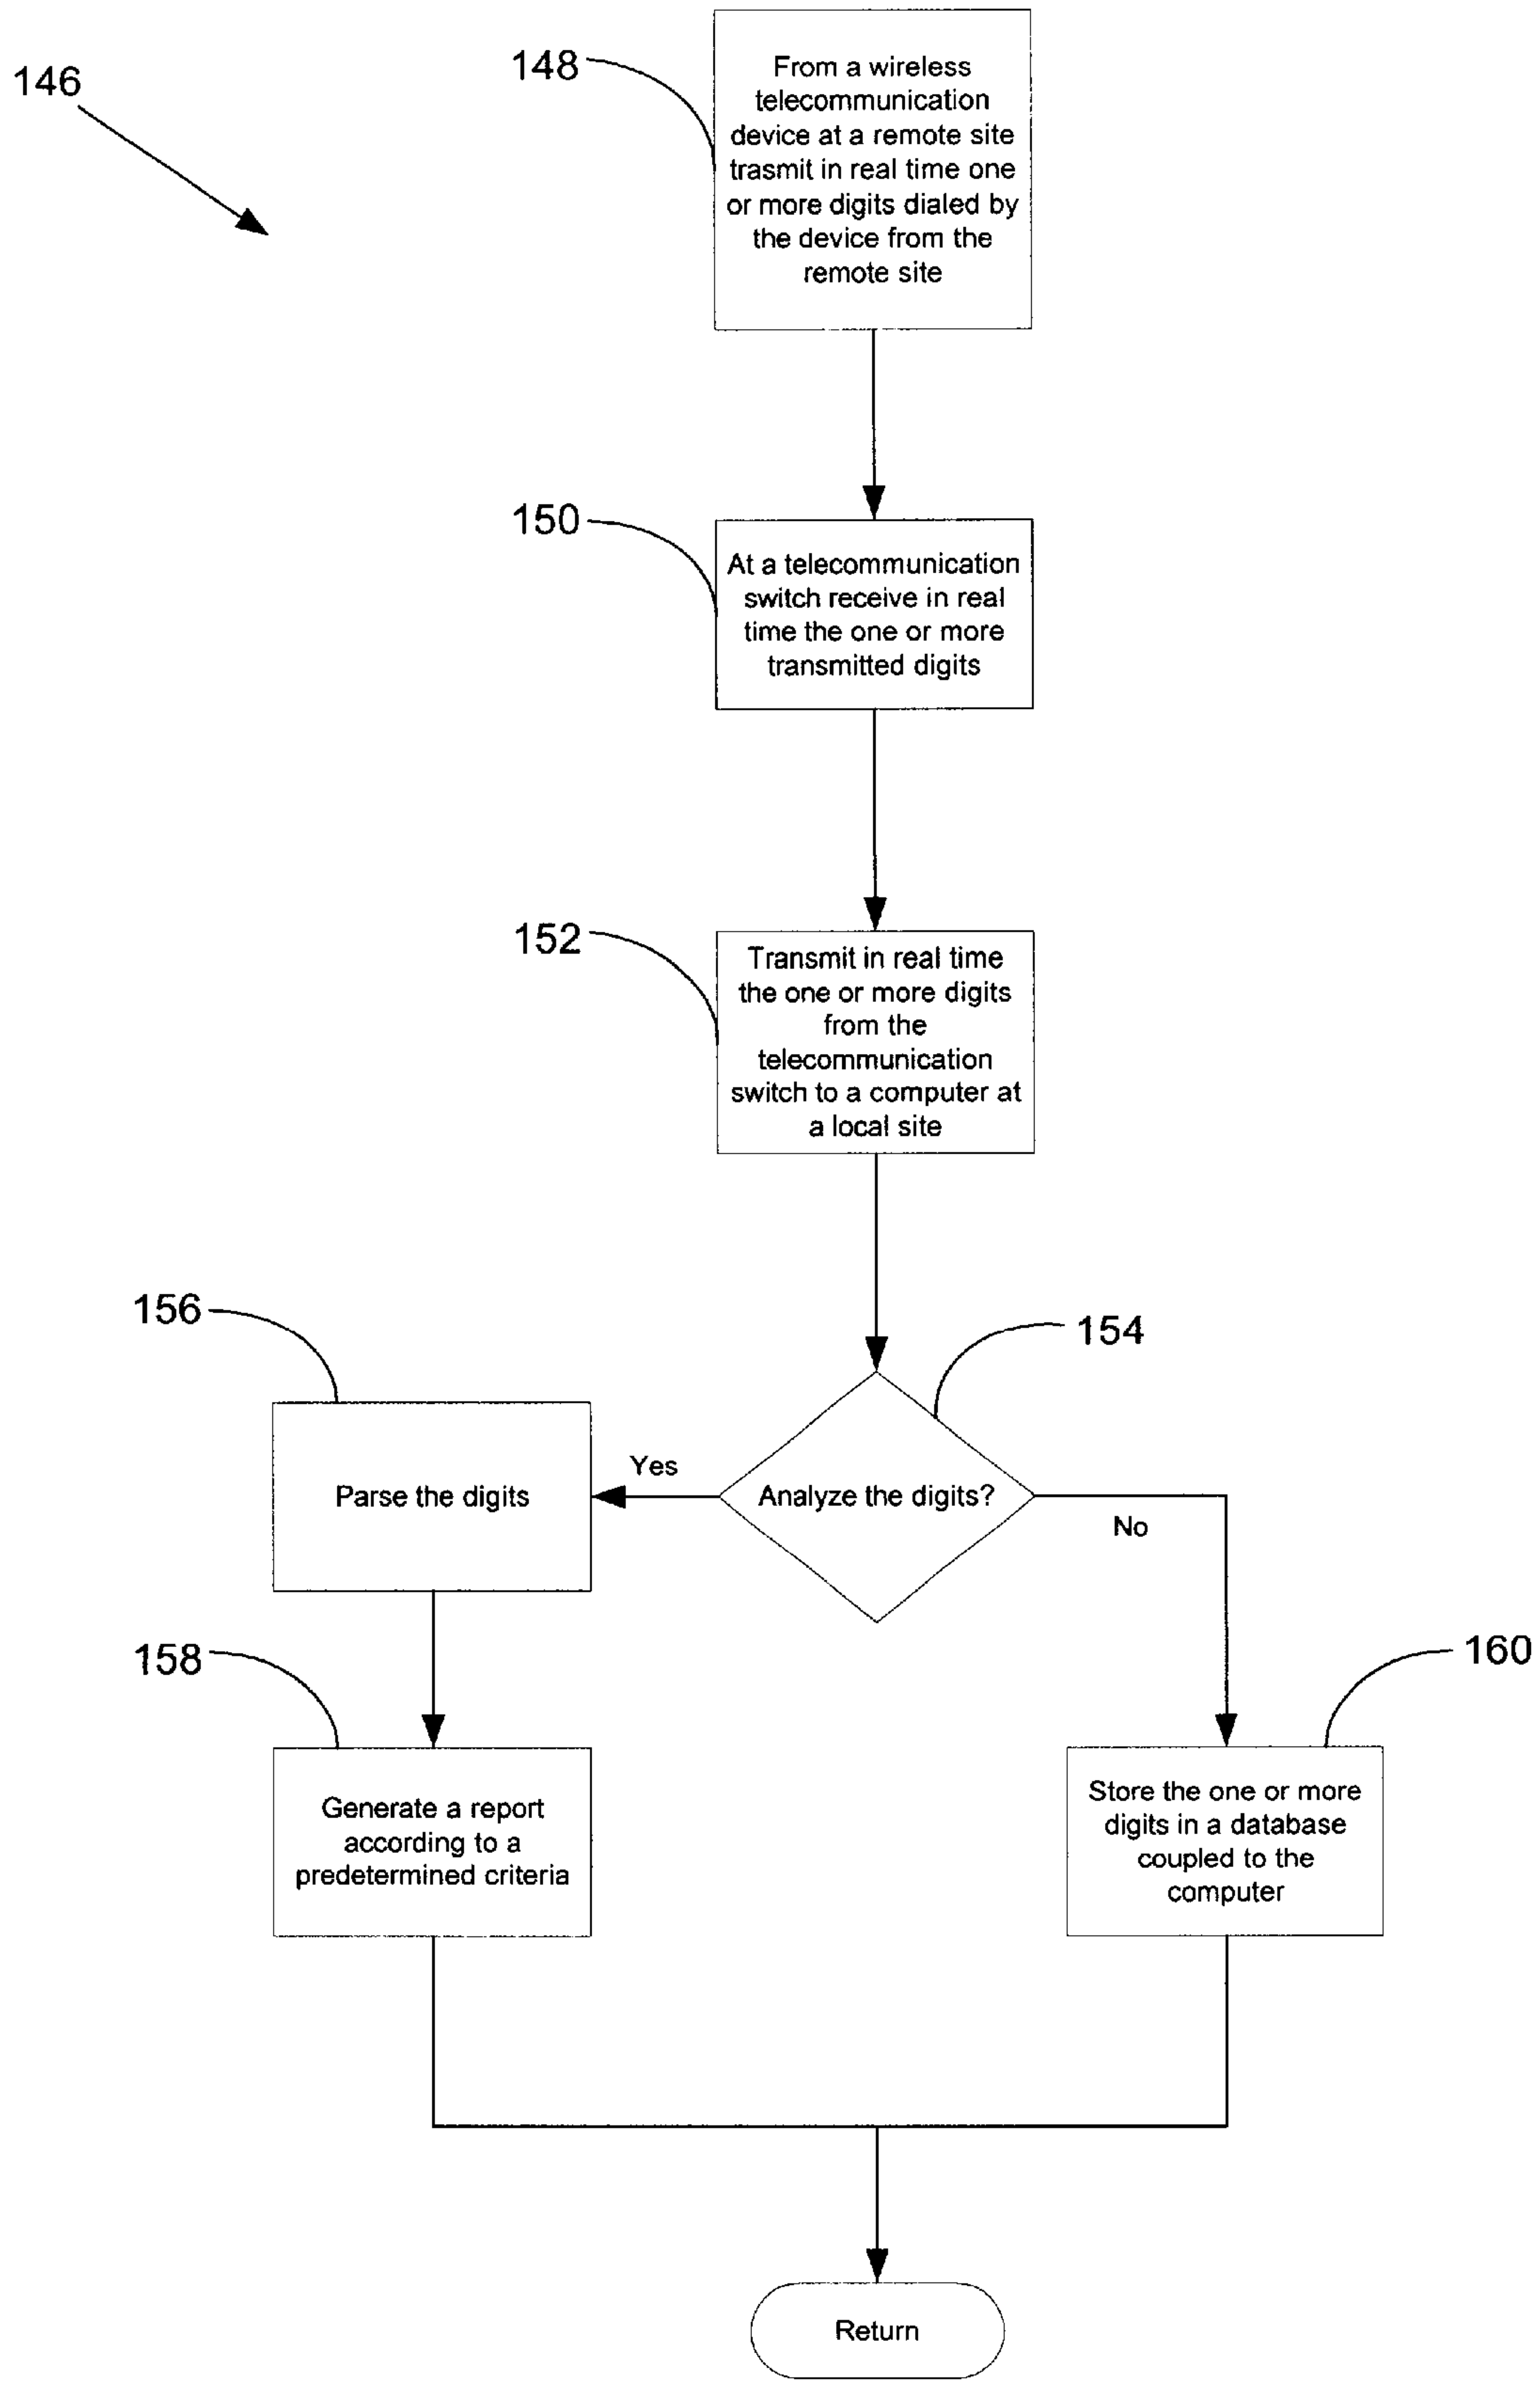 146
148
From a wireless
telecommunication
device at a remote site
trasmit in real time one
or more digits dialed by
the device from the
remote site
150
At a telecommunication
switch receive in real
time the one or more
transmitted digits
152
Transmit in real time
the one or more digits
from the
telecommunication
switch to a computer at
a local site
154
Analyze the digits?
Yes
No
156
Parse the digits
158
Generate a report
according to a
predetermined criteria
160
Store the one or more
digits in a database
coupled to the
computer
Return